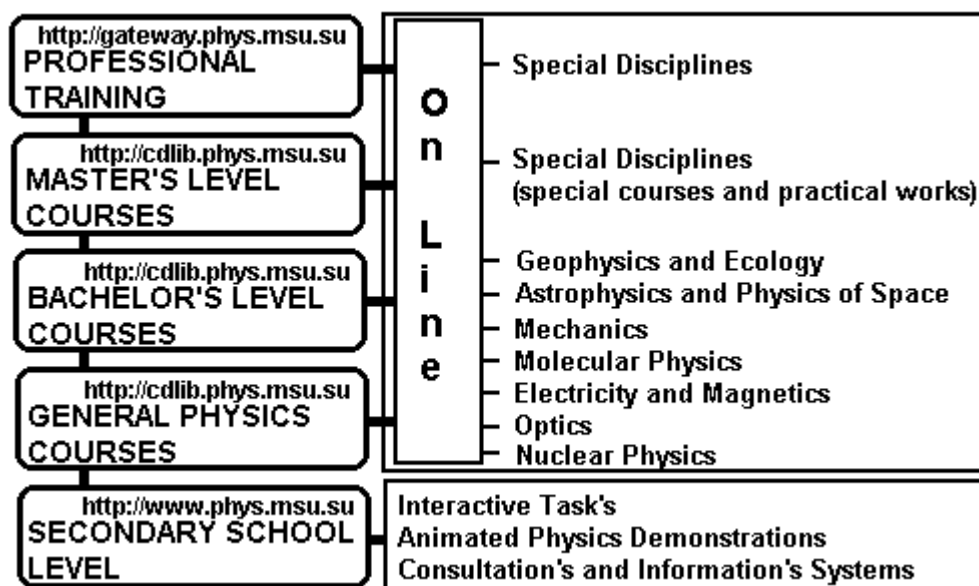 http://gateway.phys.msu.su
PROFESSIONAL
TRAINING
http://cdlib.phys.msu.su
MASTER'S LEVEL
COURSES
http://cdlib.phys.msu.su
BACHELOR'S LEVEL
COURSES
http://cdlib.phys.msu.su
GENERAL PHYSICS
COURSES
http://www.phys.msu.su
SECONDARY SCHOOL
LEVEL
On Line
Special Disciplines
Special Disciplines
(special courses and practical works)
Geophysics and Ecology
Astrophysics and Physics of Space
Mechanics
Molecular Physics
Electricity and Magnetics
Optics
Nuclear Physics
Interactive Task's
Animated Physics Demonstrations
Consultation's and Information's Systems